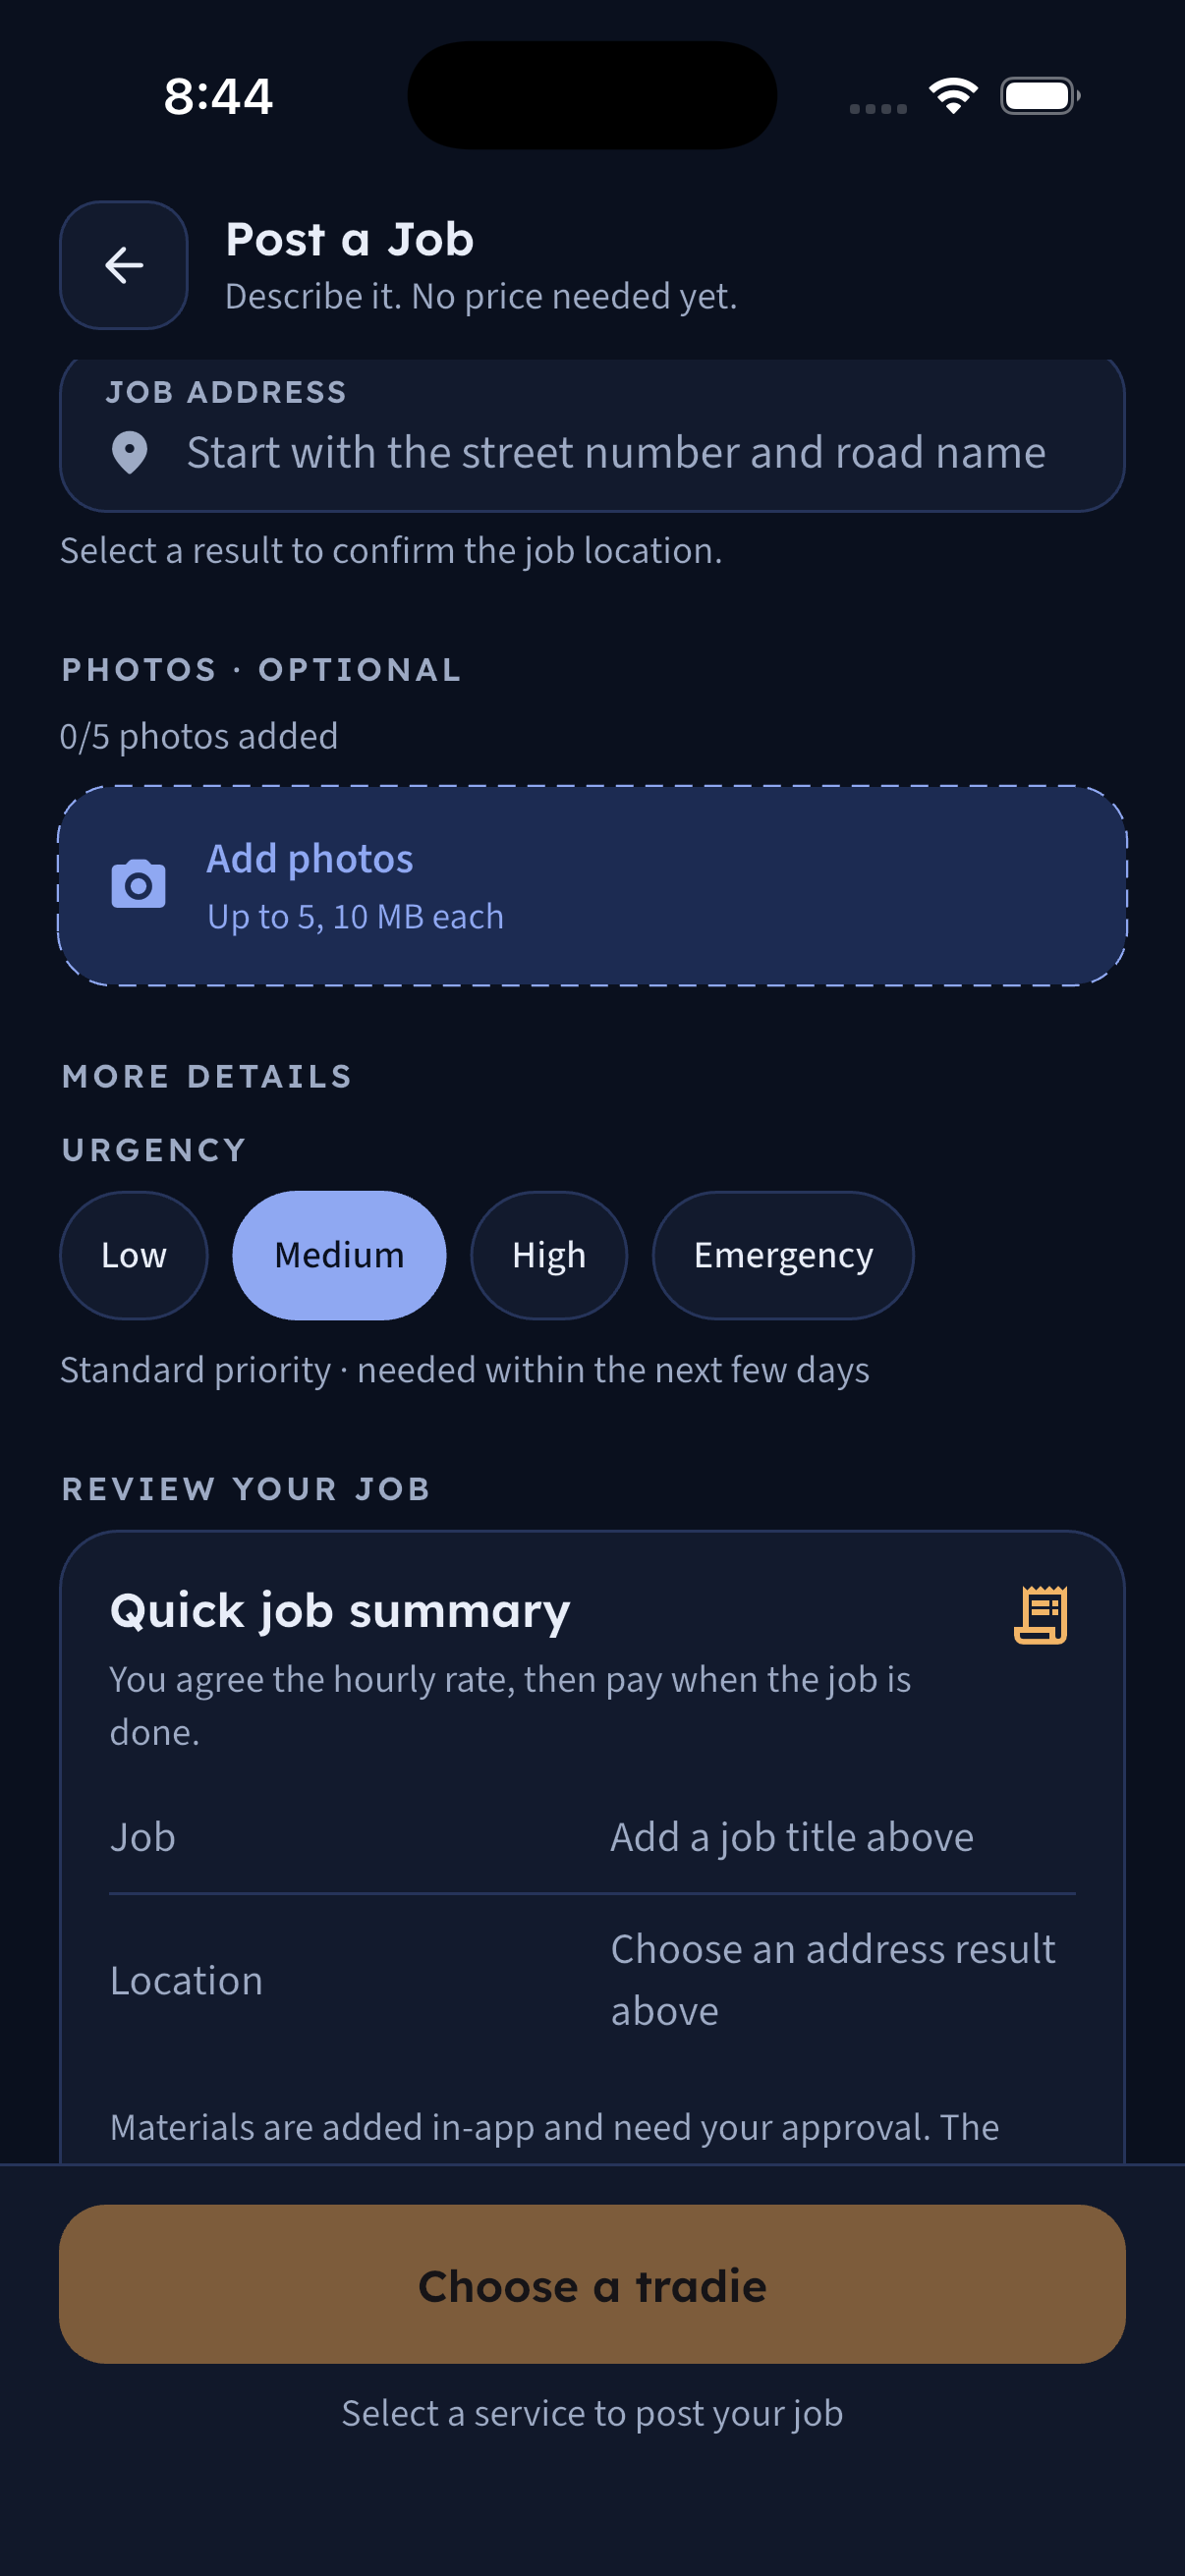 8:44
Post a Job
Describe it. No price needed yet.
JOB ADDRESS
Start with the street number and road name
Select a result to confirm the job location.
PHOTOS · OPTIONAL
0/5 photos added
Add photos
Up to 5, 10 MB each
MORE DETAILS
URGENCY
Low Medium High Emergency
Standard priority · needed within the next few days
REVIEW YOUR JOB
Quick job summary
You agree the hourly rate, then pay when the job is
done.
Job Add a job title above
Location Choose an address result
above
Materials are added in-app and need your approval. The
Choose a tradie
Select a service to post your job